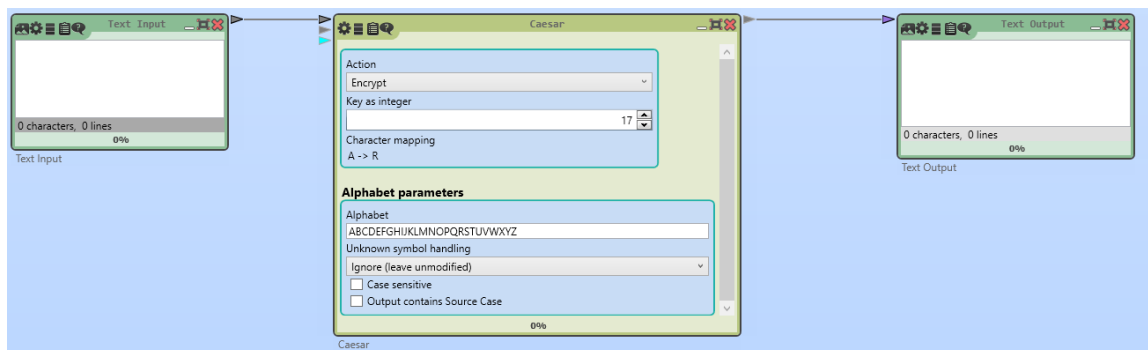 Text Input
0 characters, 0 lines
0%
Text Input
Caesar
Action
Encrypt
Key as integer
17
Character mapping
A -> R
Alphabet parameters
Alphabet
ABCDEFGHIJKLMNOPQRSTUVWXYZ
Unknown symbol handling
Ignore (leave unmodified)
Case sensitive
Output contains Source Case
0%
Caesar
Text Output
0 characters, 0 lines
0%
Text Output